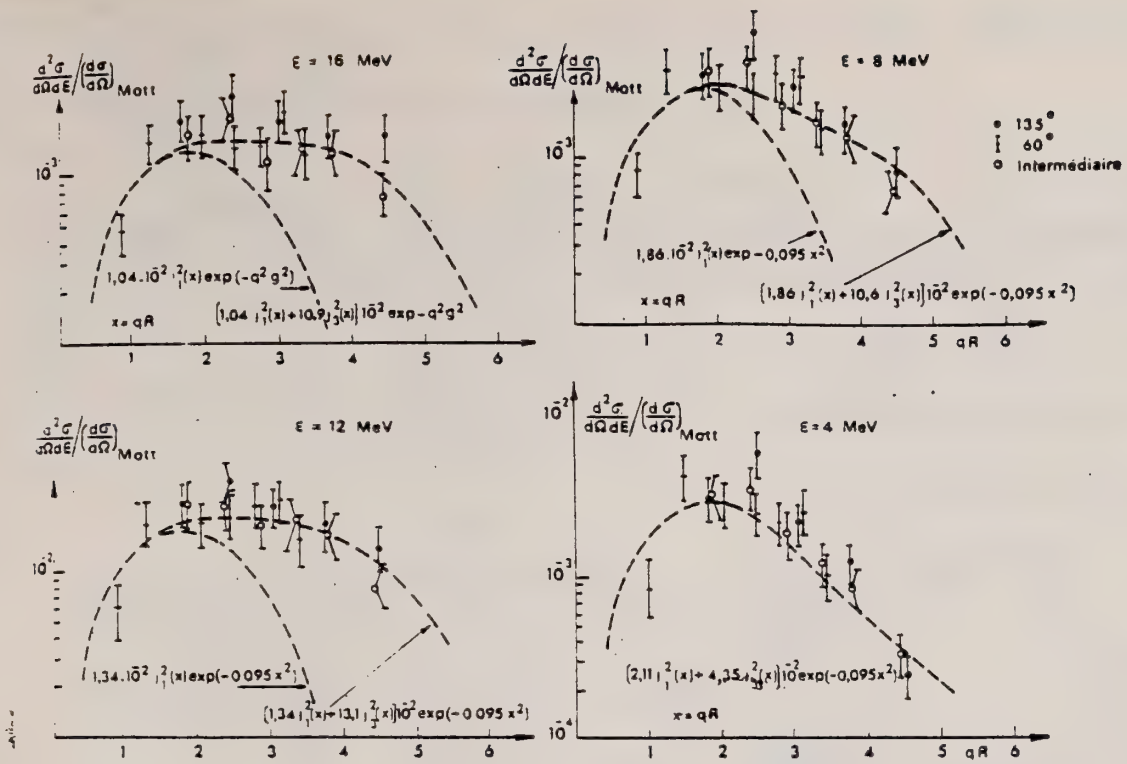 d²σ/dΩdE/(dσ/dΩ)Mott
ε = 16 MeV
10⁻³
1,04.10⁻² j₁²(x) exp(-q²g²)
x = qR
[1,04 j₁²(x)+10,9 j₃²(x)]10⁻² exp-q²g²
1 2 3 4 5 6
d²σ/dΩdE/(dσ/dΩ)Mott
ε = 8 MeV
10⁻³
1,86.10⁻² j₁²(x) exp-0,095 x²
x = qR
[1,86 j₁²(x)+10,6 j₃²(x)]10⁻² exp(-0,095 x²)
1 2 3 4 5 qR 6
135°
60°
Intermédiaire
d²σ/dΩdE/(dσ/dΩ)Mott
ε = 12 MeV
10⁻²
1,34.10⁻² j₁²(x) exp(-0 095 x²)
[1,34 j₁²(x)+13,1 j₃²(x)]10⁻² exp(-0 095 x²)
1 2 3 4 5 6
10⁻²
d²σ/dΩdE/(dσ/dΩ)Mott
ε = 4 MeV
10⁻³
[2,11 j₁²(x)+ 4,35 j₃²(x)]10⁻² exp(-0,095x²)
x = qR
10⁻⁴
1 2 3 4 5 qR 6